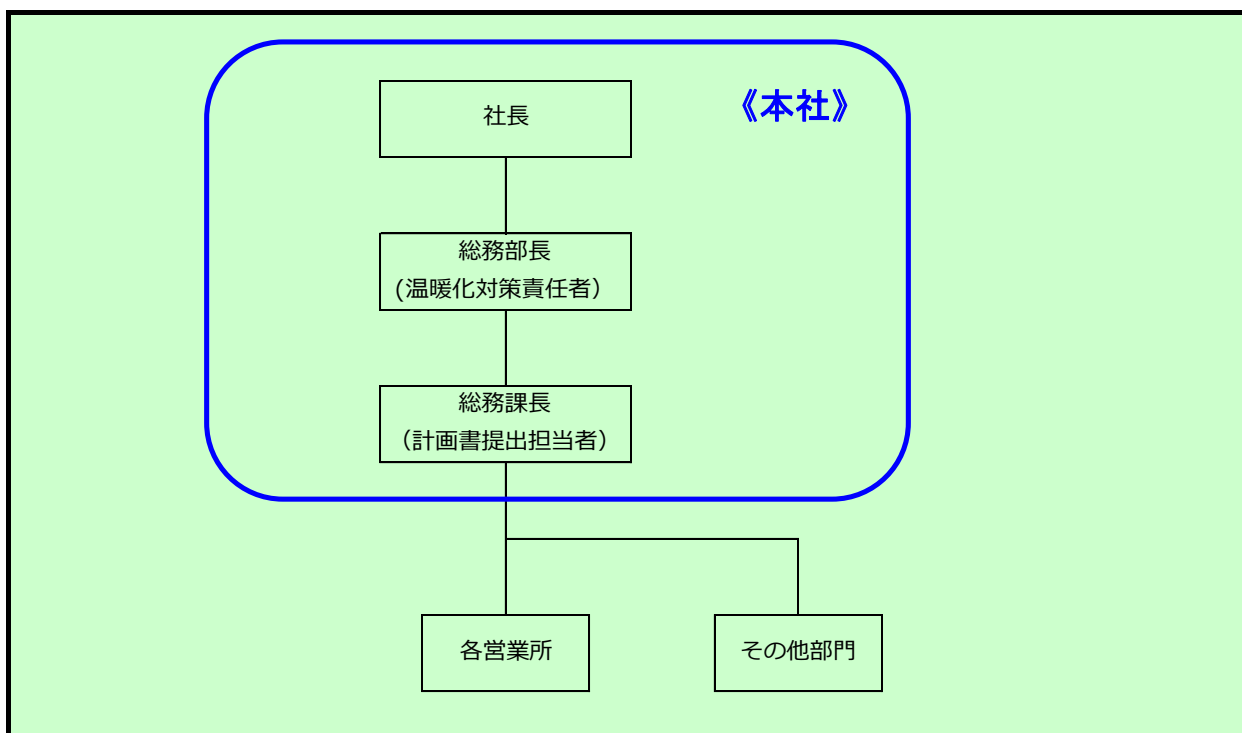 社長
《本社》
総務部長
(温暖化対策責任者）
総務課長
（計画書提出担当者）
各営業所
その他部門